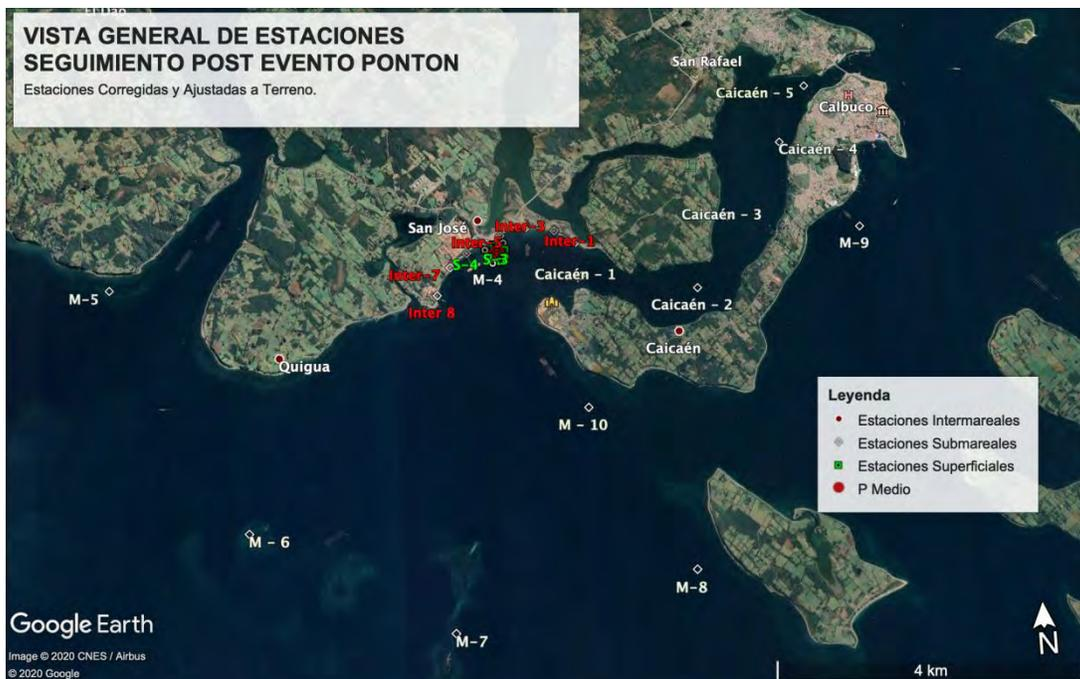 El Dao
VISTA GENERAL DE ESTACIONES
SEGUIMIENTO POST EVENTO PONTON
Estaciones Corregidas y Ajustadas a Terreno.
San Rafael
Caicaén - 5
Calbuco
Caicaén - 4
Caicaén - 3
San José
Inter-3
Inter-1
M-9
S-4
S-3
Inter-7
M-4
Caicaén - 1
M-5
Caicaén - 2
Inter 8
Caicaén
Quigua
M - 10
Leyenda
Estaciones Intermareales
Estaciones Submareales
Estaciones Superficiales
P Medio
M - 6
M-8
M-7
Google Earth
Image © 2020 CNES / Airbus
© 2020 Google
N
4 km